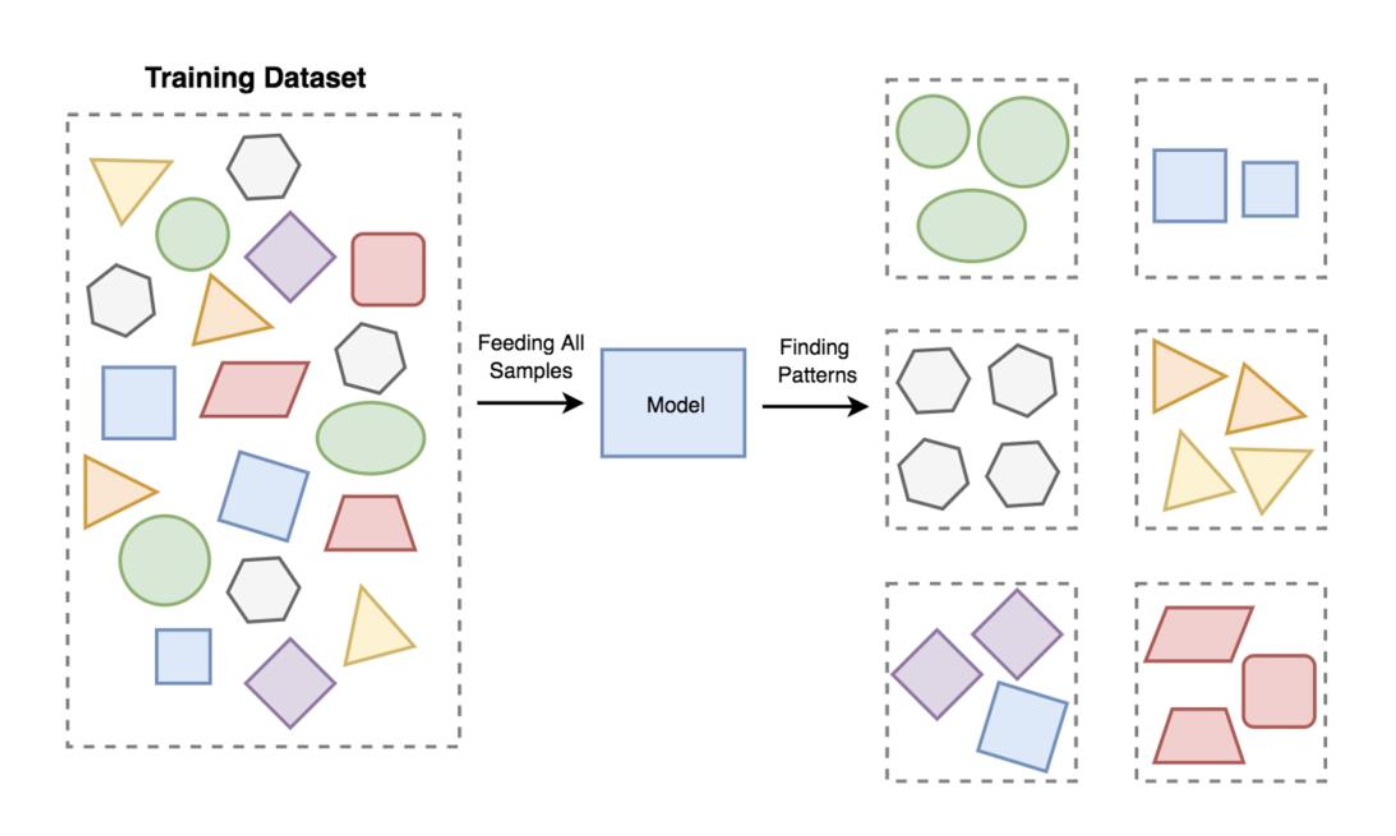 Training Dataset
Feeding All
Samples
Model
Finding
Patterns